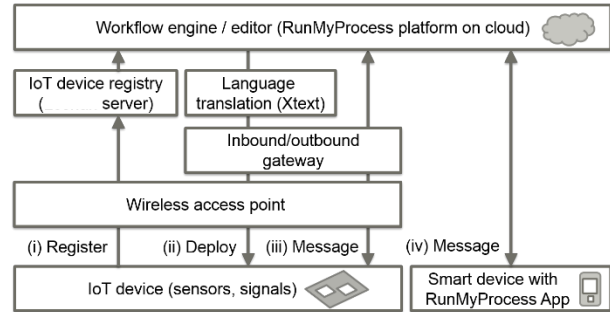 Workflow engine / editor (RunMyProcess platform on cloud)
IoT device registry
( server)
Language
translation (Xtext)
Inbound/outbound
gateway
Wireless access point
(i) Register
(ii) Deploy
(iii) Message
(iv) Message
IoT device (sensors, signals)
Smart device with
RunMyProcess App